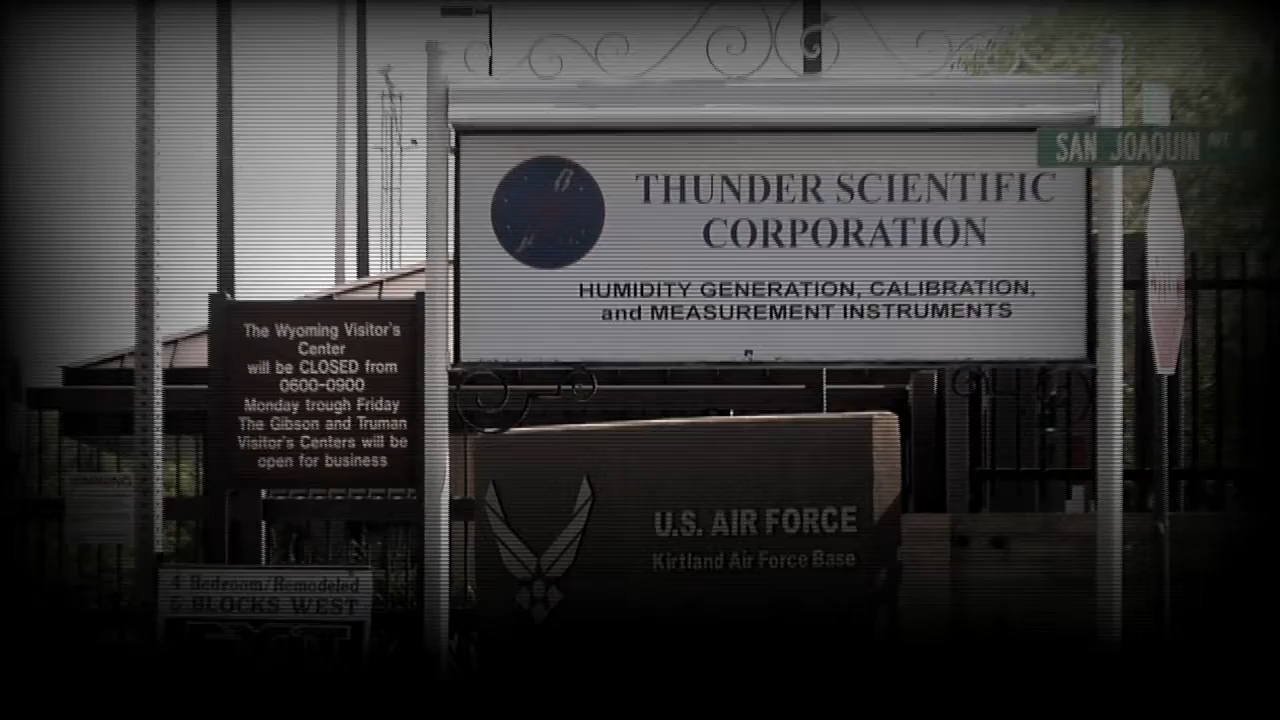 SAN JOAQUIN AVE
THUNDER SCIENTIFIC
CORPORATION
HUMIDITY GENERATION, CALIBRATION,
and MEASUREMENT INSTRUMENTS
The Wyoming Visitor's
Center
will be CLOSED from
0600-0900
Monday trough Friday
The Gibson and Truman
Visitor's Centers will be
open for business
WARNING
U.S. AIR FORCE
Kirtland Air Force Base
4 Bedroom/Remodeled
BLOCKS WEST